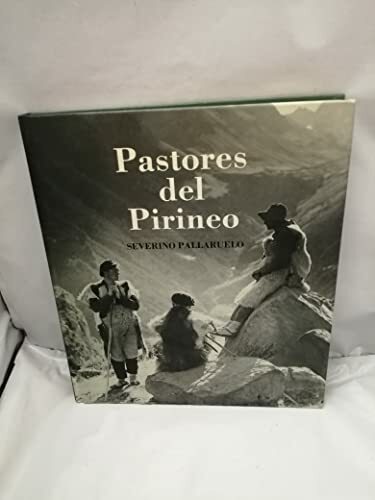 Pastores
del
Pirineo
SEVERINO PALLARUELO